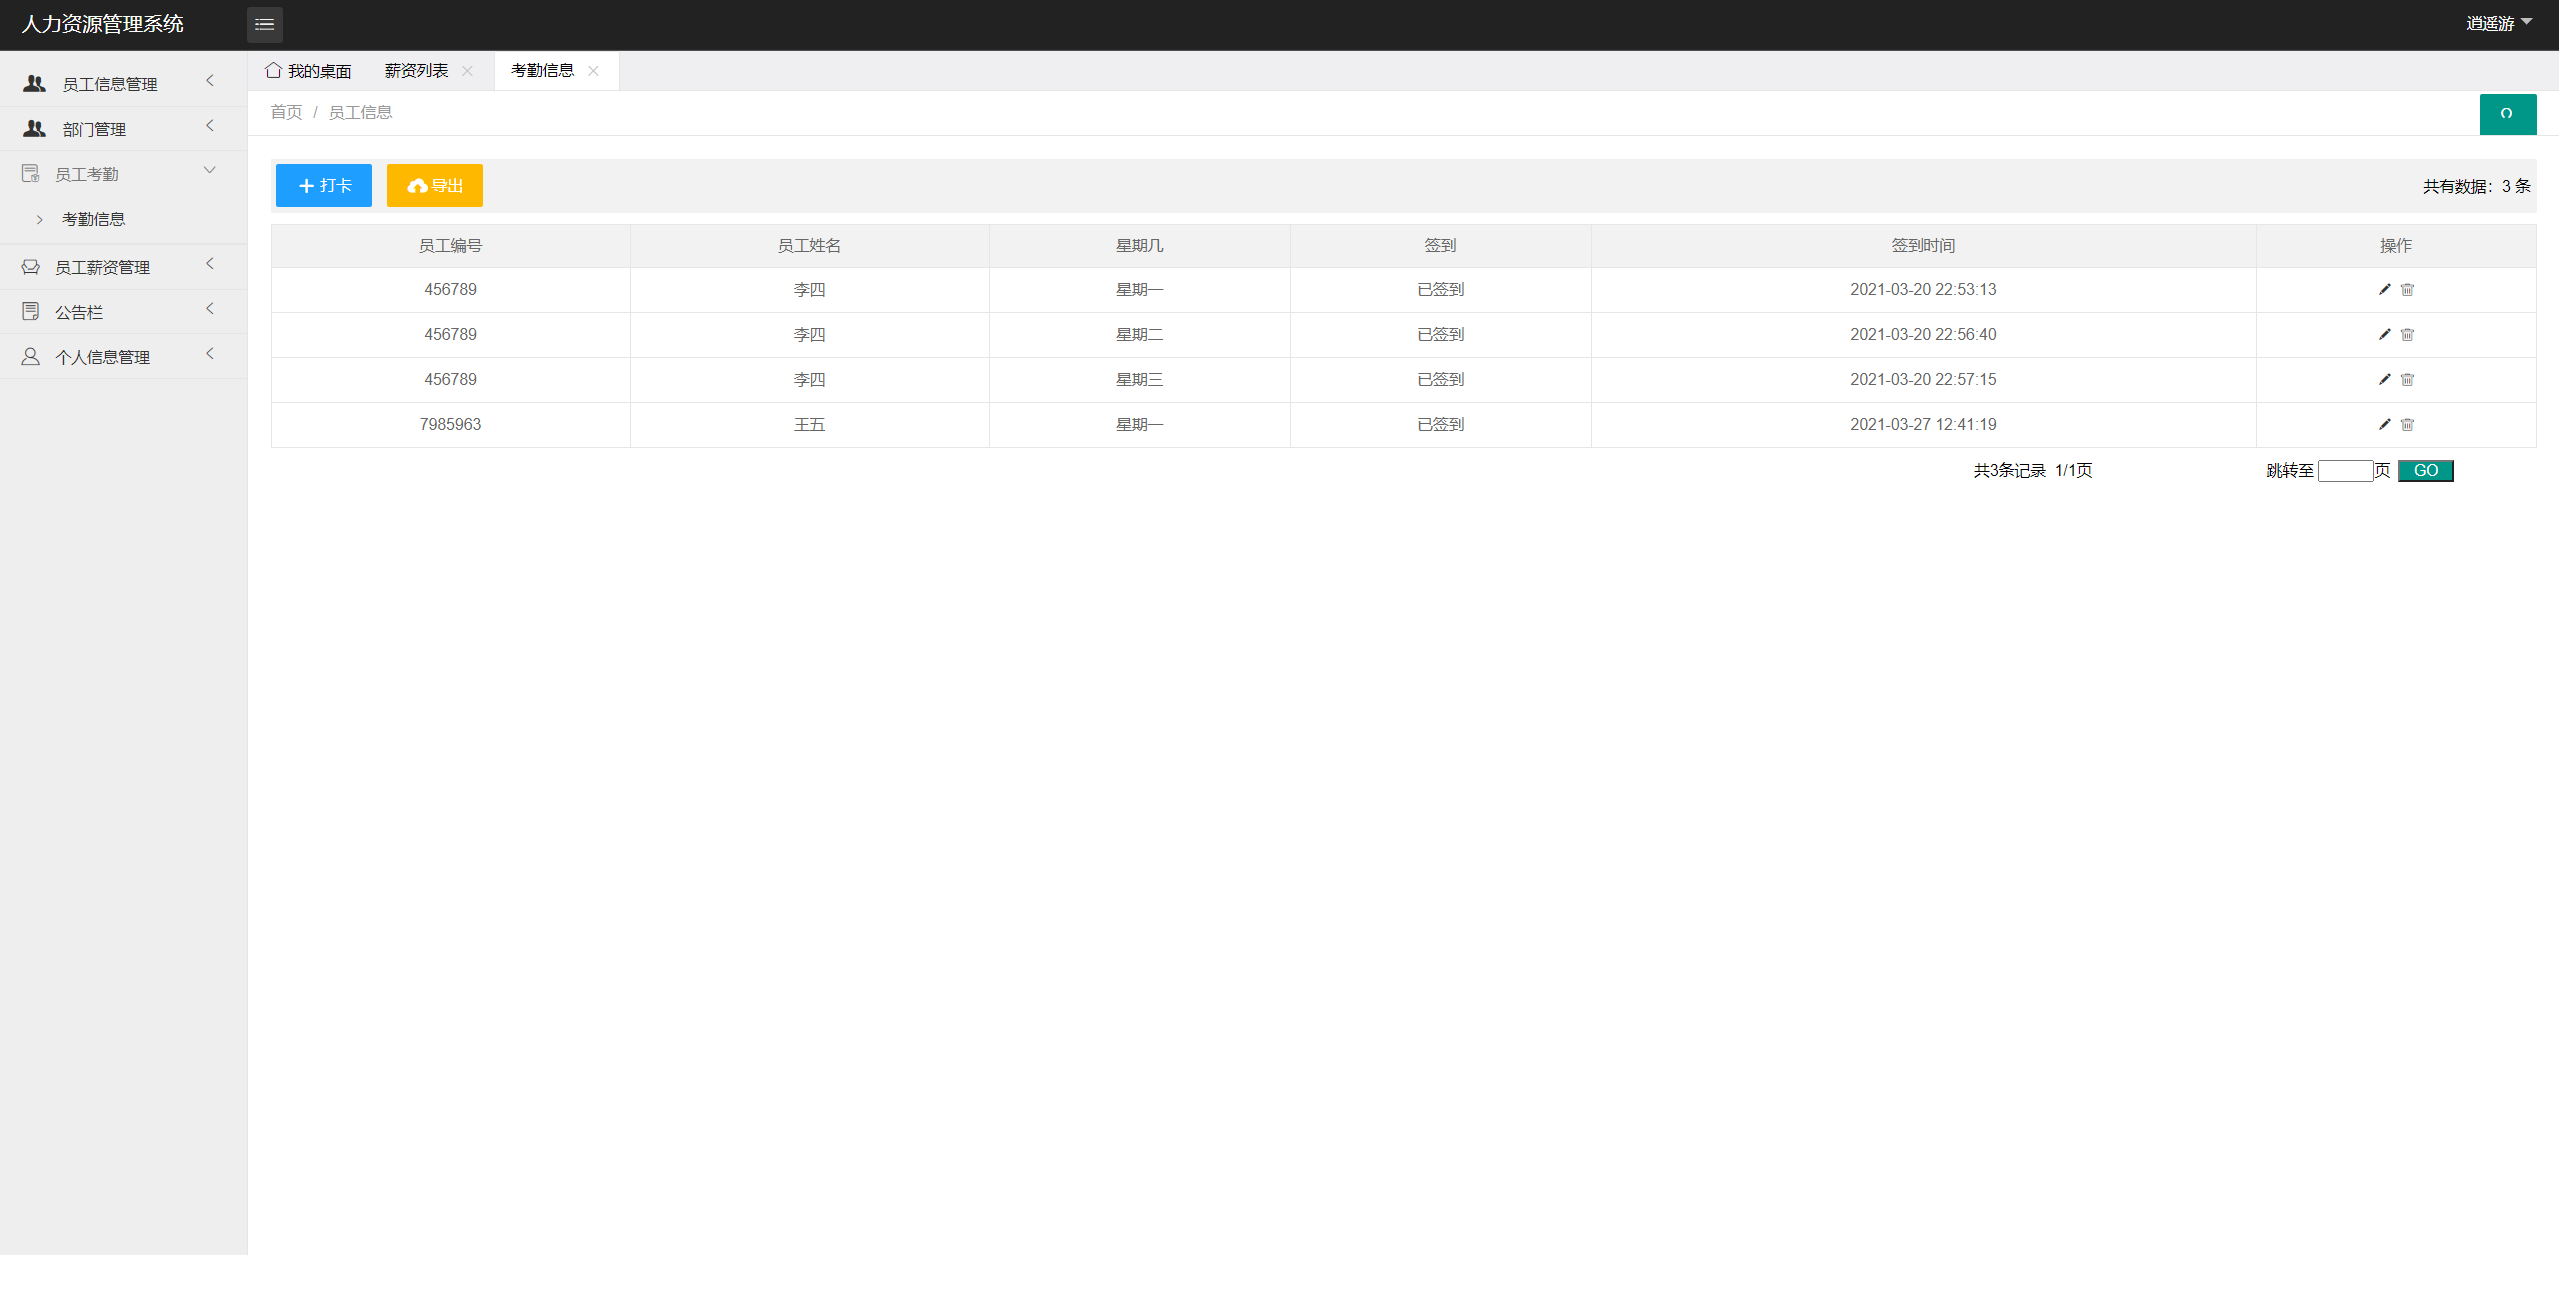 人力资源管理系统
逍遥游
员工信息管理
部门管理
员工考勤
考勤信息
员工薪资管理
公告栏
个人信息管理
我的桌面 薪资列表 考勤信息
首页 / 员工信息
打卡 导出 共有数据：3 条
员工编号 员工姓名 星期几 签到 签到时间 操作
456789 李四 星期一 已签到 2021-03-20 22:53:13
456789 李四 星期二 已签到 2021-03-20 22:56:40
456789 李四 星期三 已签到 2021-03-20 22:57:15
7985963 王五 星期一 已签到 2021-03-27 12:41:19
共3条记录 1/1页 跳转至 页 GO